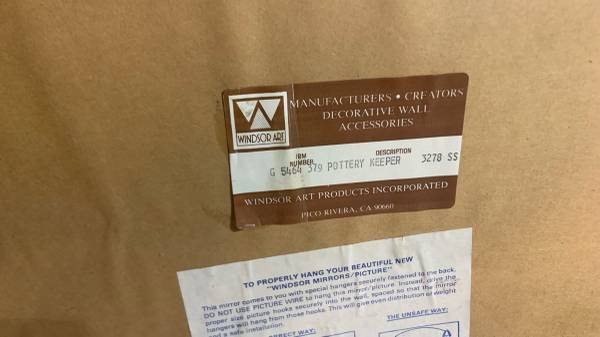 WINDSOR ART
MANUFACTURERS • CREATORS
DECORATIVE WALL
ACCESSORIES
IBM
NUMBER
DESCRIPTION
G 5464 379 POTTERY KEEPER 3278 SS
WINDSOR ART PRODUCTS INCORPORATED
PICO RIVERA, CA 90660
TO PROPERLY HANG YOUR BEAUTIFUL NEW
"WINDSOR MIRRORS/PICTURE"
This mirror comes to you with special hangers securely fastened to the back.
DO NOT USE PICTURE WIRE to hang this mirror/picture. Instead, drive the
proper size picture hooks securely into the wall, spaced so that the mirror
hangers will hang from those hooks. This will give even distribution of weight
and a safe installation.
RRECT WAY:
THE UNSAFE WAY:
A